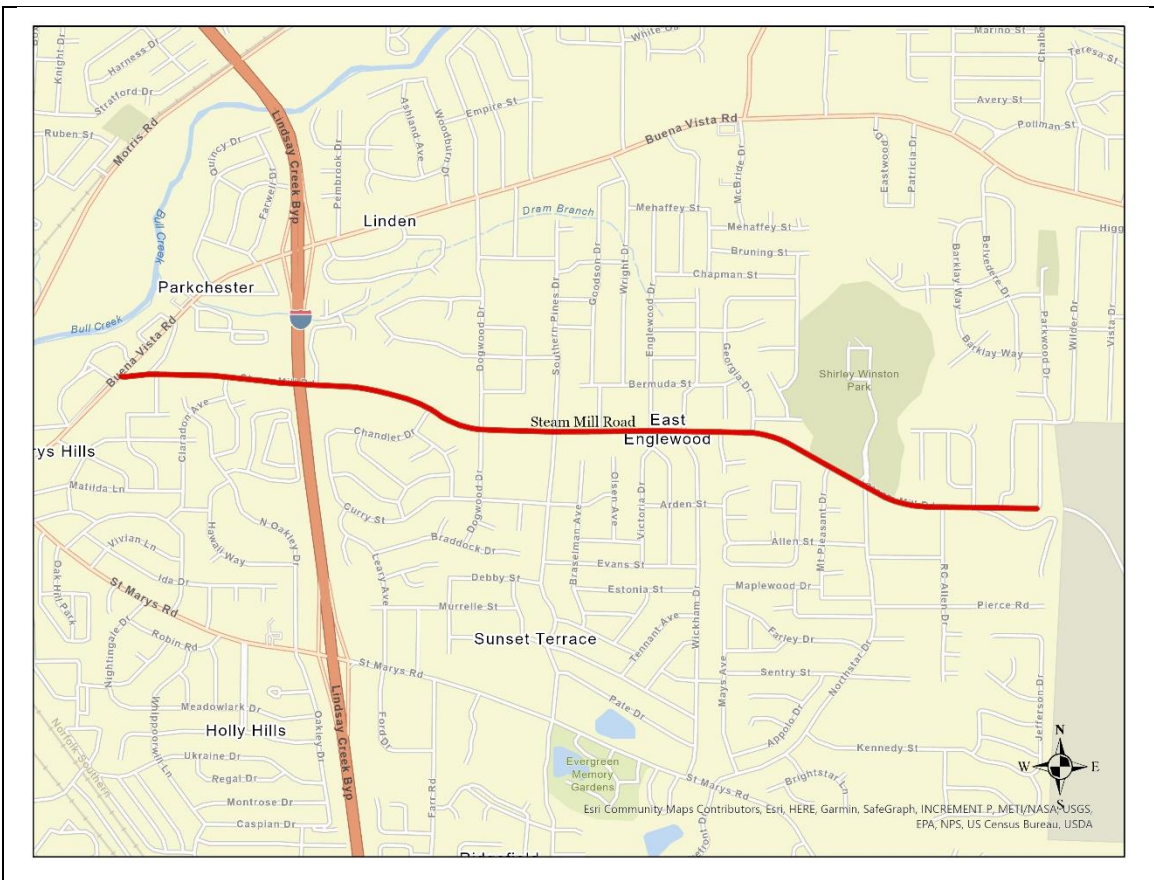 White Oa
Marino St
Chalbe
Teresa St
Knight Dr
Harness Dr
Stratford Dr
Ruben St
Morris Rd
Lindsay Creek Byp
Quincy Dr
Farwell Dr
Pembrook Dr
Ashland Ave
Woodburn Dr
Empire St
Buena Vista Rd
McBride Dr
Eastwood Dr
Patricia Dr
Avery St
Pollman St
Linden
Dram Branch
Mehaffey St
Mehaffey St
Bruning St
Chapman St
Higg
Bull Creek
Parkchester
Bull Creek
Buena Vista Rd
Dogwood Dr
Southern Pines Dr
Goodson Dr
Wright Dr
Englewood Dr
Georgia Dr
Barklay Way
Belvedere Dr
Barklay Way
Parkwood Dr
Wilder Dr
Vista Dr
Shirley Winston
Park
Bermuda St
Steam Mill Road
East
Englewood
Claradon Ave
Chandler Dr
rys Hills
Matilda Ln
Curry St
Dogwood Dr
Braselman Ave
Olsen Ave
Victoria Dr
Arden St
Mt Pleasant Dr
Allen St
N Oakley Dr
Hawaii Way
Vivian Ln
Ida Dr
Oak Hill Park
Braddock Dr
Leary Ave
Debby St
Evans St
Estonia St
Murrelle St
Maplewood Dr
RC Allen Dr
Pierce Rd
St Marys Rd
Robin Rd
Nightingale Dr
Sunset Terrace
Tennant Ave
Wickham Dr
Farley Dr
Sentry St
Northstar Dr
Mays Ave
St Marys Rd
Meadowlark Dr
Holly Hills
Whippoorwill Ln
Oakley Dr
Ford Dr
Lindsay Creek Byp
Pate Dr
Appolo Dr
Kennedy St
Jefferson Dr
Norfolk Southern
Ukraine Dr
Regal Dr
Montrose Dr
Caspian Dr
Farr Rd
Evergreen
Memory
Gardens
St Marys Rd
Brightstar Ln
N
W
E
S
Esri Community Maps Contributors, Esri, HERE, Garmin, SafeGraph, INCREMENT P, METI/NASA, USGS,
EPA, NPS, US Census Bureau, USDA